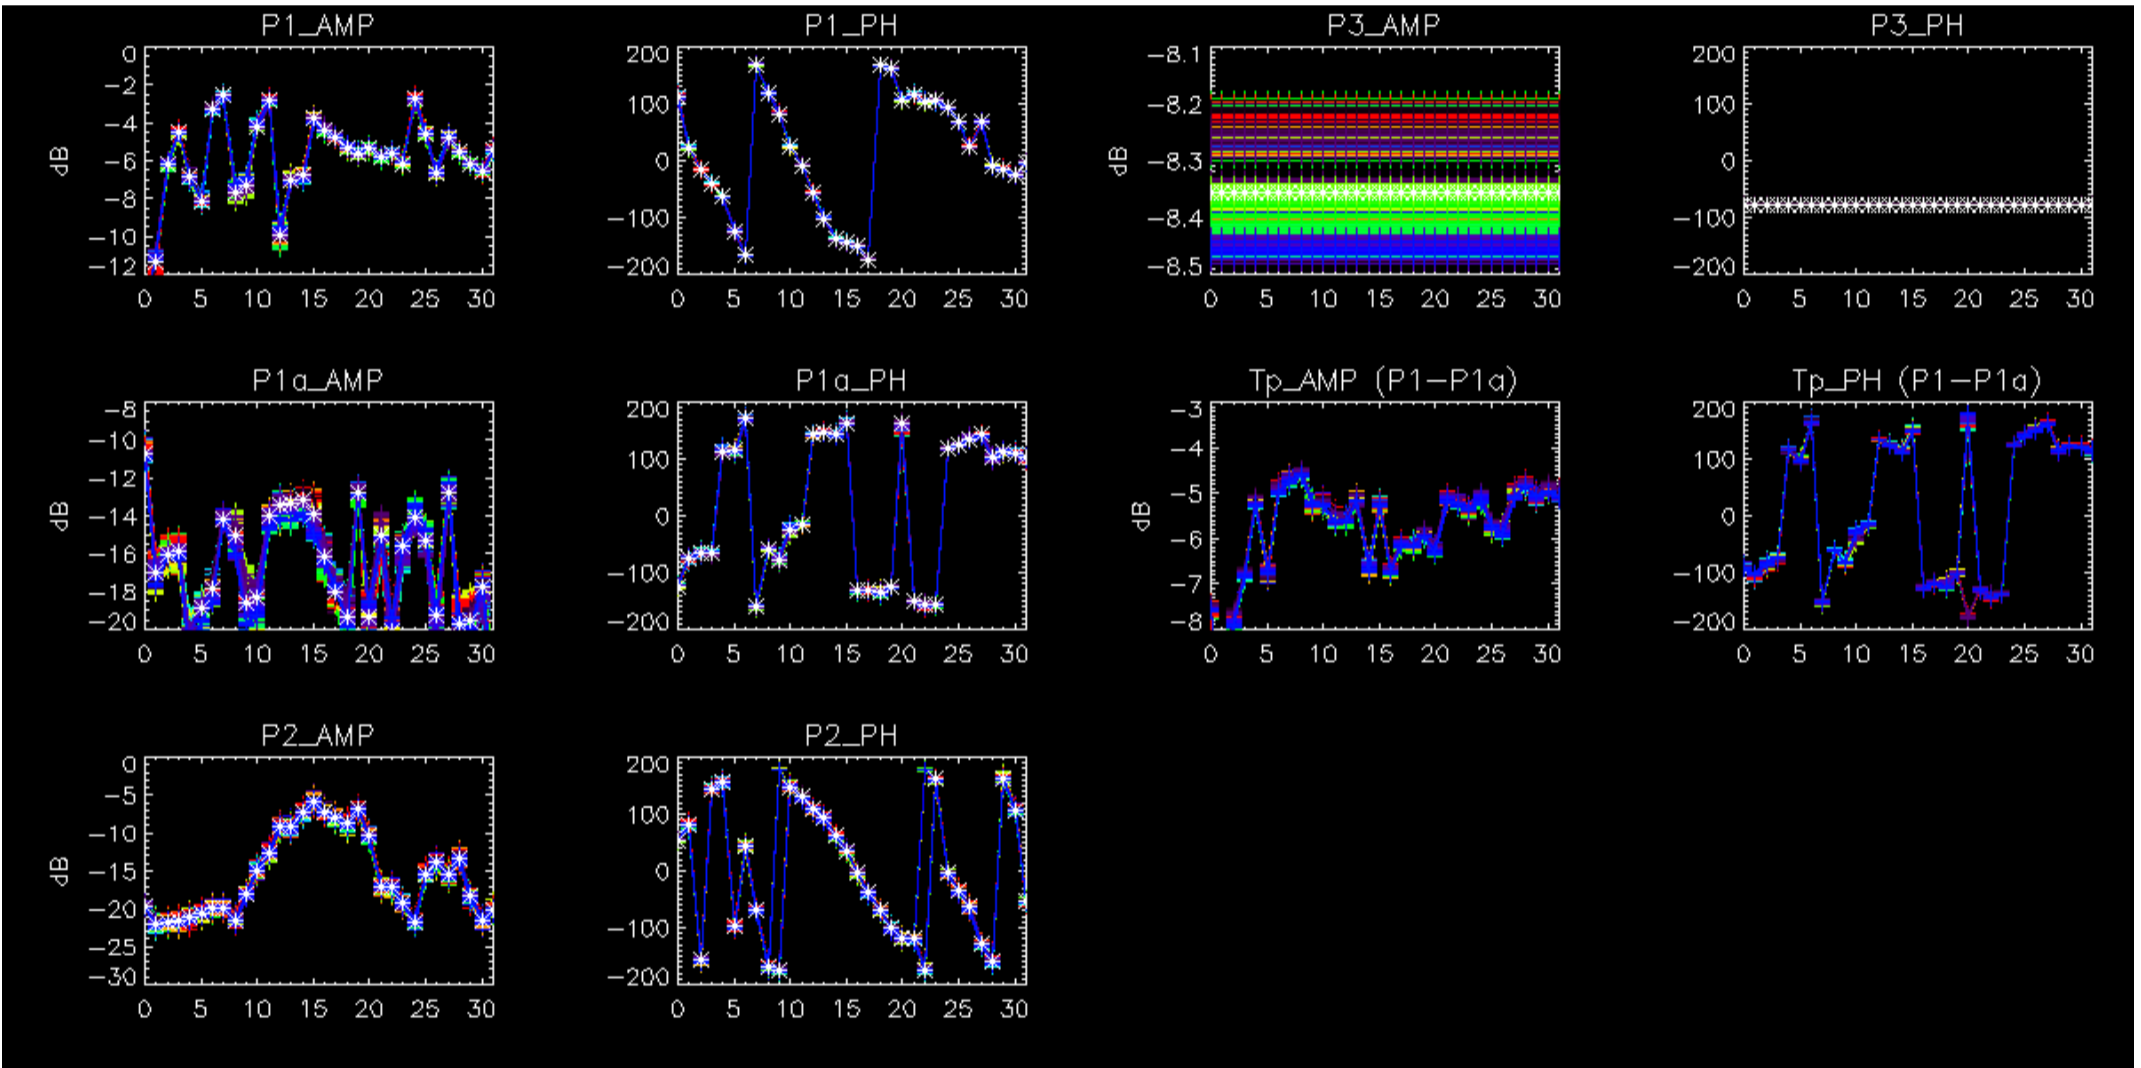 P1_AMP
P1_PH
P3_AMP
P3_PH
dB
0
−2
−4
−6
−8
−10
−12
0 5 10 15 20 25 30
200
100
0
−100
−200
0 5 10 15 20 25 30
dB
−8.1
−8.2
−8.3
−8.4
−8.5
0 5 10 15 20 25 30
200
100
0
−100
−200
0 5 10 15 20 25 30
P1a_AMP
P1a_PH
Tp_AMP (P1−P1a)
Tp_PH (P1−P1a)
dB
−8
−10
−12
−14
−16
−18
−20
0 5 10 15 20 25 30
200
100
0
−100
−200
0 5 10 15 20 25 30
dB
−3
−4
−5
−6
−7
−8
0 5 10 15 20 25 30
200
100
0
−100
−200
0 5 10 15 20 25 30
P2_AMP
P2_PH
dB
0
−5
−10
−15
−20
−25
−30
0 5 10 15 20 25 30
200
100
0
−100
−200
0 5 10 15 20 25 30